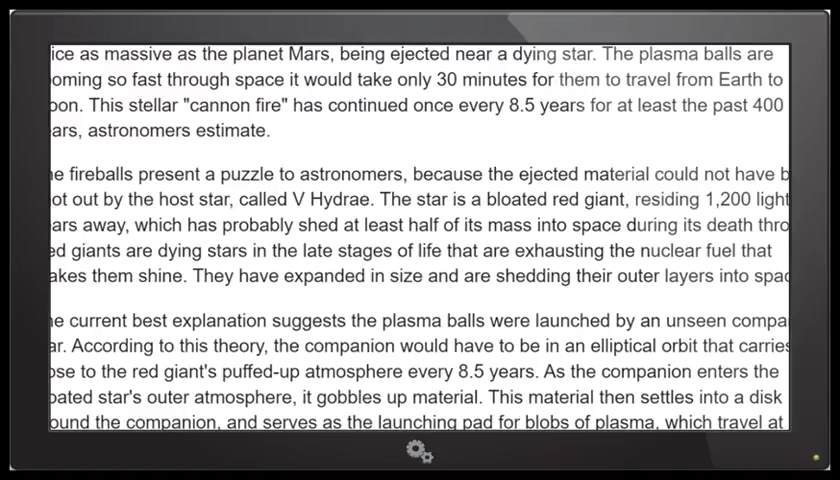 ice as massive as the planet Mars, being ejected near a dying star. The plasma balls are
oming so fast through space it would take only 30 minutes for them to travel from Earth to
oon. This stellar "cannon fire" has continued once every 8.5 years for at least the past 400
ars, astronomers estimate.
e fireballs present a puzzle to astronomers, because the ejected material could not have b
ot out by the host star, called V Hydrae. The star is a bloated red giant, residing 1,200 light
ars away, which has probably shed at least half of its mass into space during its death thro
ed giants are dying stars in the late stages of life that are exhausting the nuclear fuel that
akes them shine. They have expanded in size and are shedding their outer layers into spac
e current best explanation suggests the plasma balls were launched by an unseen compa
ar. According to this theory, the companion would have to be in an elliptical orbit that carries
ose to the red giant's puffed-up atmosphere every 8.5 years. As the companion enters the
oated star's outer atmosphere, it gobbles up material. This material then settles into a disk
ound the companion, and serves as the launching pad for blobs of plasma, which travel at